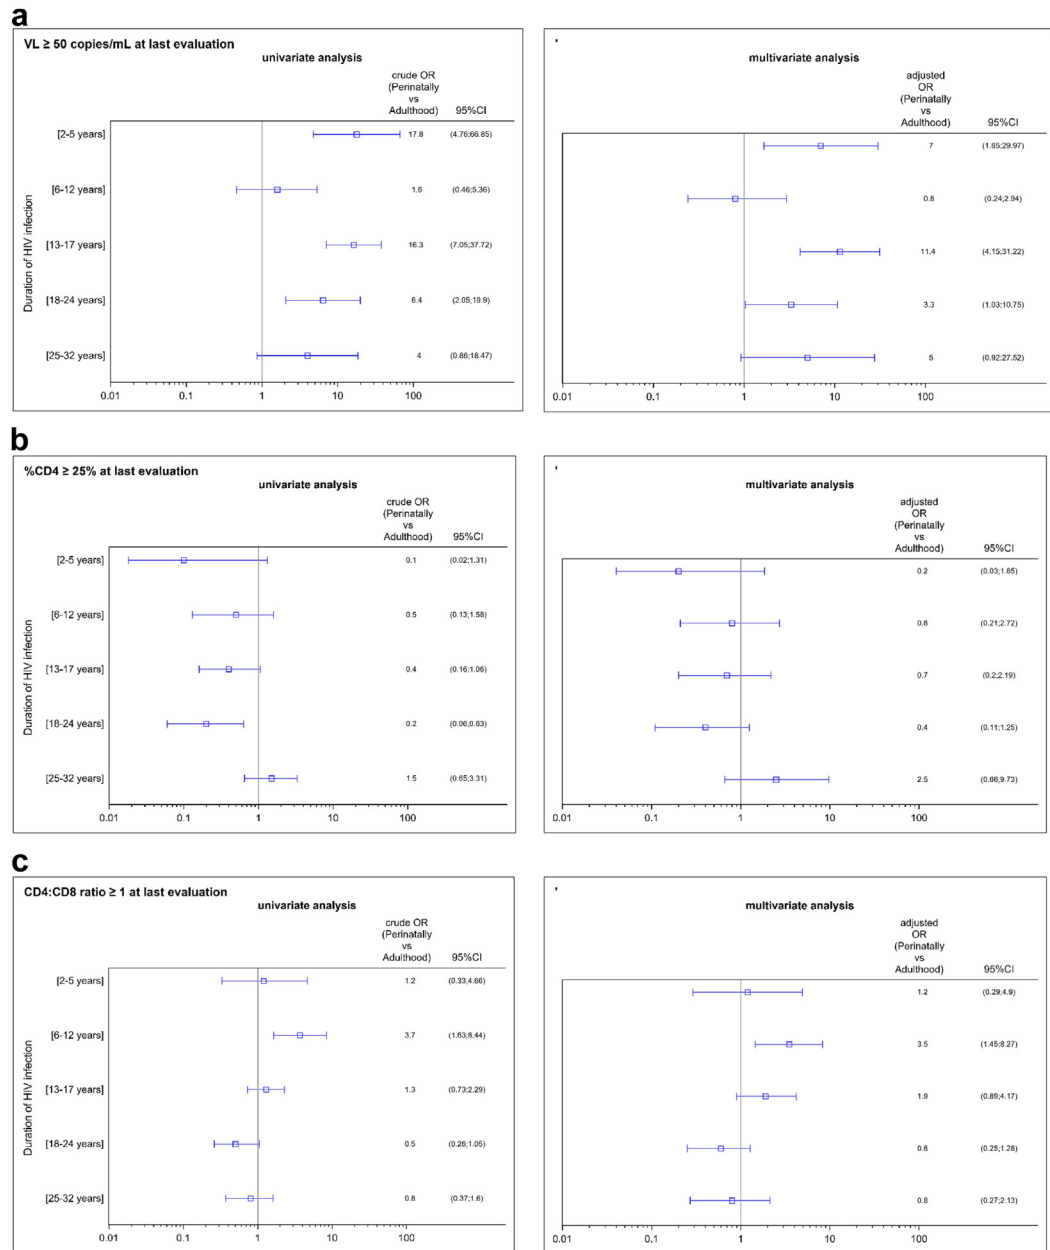 a
VL ≥ 50 copies/mL at last evaluation
univariate analysis
crude OR
(Perinatally
vs
Adulthood) 95%CI
Duration of HIV infection
[2-5 years] 17.8 (4.76;66.85)
[6-12 years] 1.6 (0.46;5.36)
[13-17 years] 16.3 (7.05;37.72)
[18-24 years] 6.4 (2.05;19.9)
[25-32 years] 4 (0.86;18.47)
0.01 0.1 1 10 100
'
multivariate analysis
adjusted
OR
(Perinatally
vs
Adulthood) 95%CI
7 (1.65;29.97)
0.8 (0.24;2.94)
11.4 (4.15;31.22)
3.3 (1.03;10.75)
5 (0.92;27.52)
0.01 0.1 1 10 100
b
%CD4 ≥ 25% at last evaluation
univariate analysis
crude OR
(Perinatally
vs
Adulthood) 95%CI
Duration of HIV infection
[2-5 years] 0.1 (0.02;1.31)
[6-12 years] 0.5 (0.13;1.58)
[13-17 years] 0.4 (0.16;1.06)
[18-24 years] 0.2 (0.06;0.63)
[25-32 years] 1.5 (0.65;3.31)
0.01 0.1 1 10 100
'
multivariate analysis
adjusted
OR
(Perinatally
vs
Adulthood) 95%CI
0.2 (0.03;1.85)
0.8 (0.21;2.72)
0.7 (0.2;2.19)
0.4 (0.11;1.25)
2.5 (0.66;9.73)
0.01 0.1 1 10 100
c
CD4:CD8 ratio ≥ 1 at last evaluation
univariate analysis
crude OR
(Perinatally
vs
Adulthood) 95%CI
Duration of HIV infection
[2-5 years] 1.2 (0.33;4.66)
[6-12 years] 3.7 (1.63;8.44)
[13-17 years] 1.3 (0.73;2.29)
[18-24 years] 0.5 (0.26;1.05)
[25-32 years] 0.8 (0.37;1.6)
0.01 0.1 1 10 100
'
multivariate analysis
adjusted
OR
(Perinatally
vs
Adulthood) 95%CI
1.2 (0.29;4.9)
3.5 (1.45;8.27)
1.9 (0.89;4.17)
0.6 (0.25;1.28)
0.8 (0.27;2.13)
0.01 0.1 1 10 100